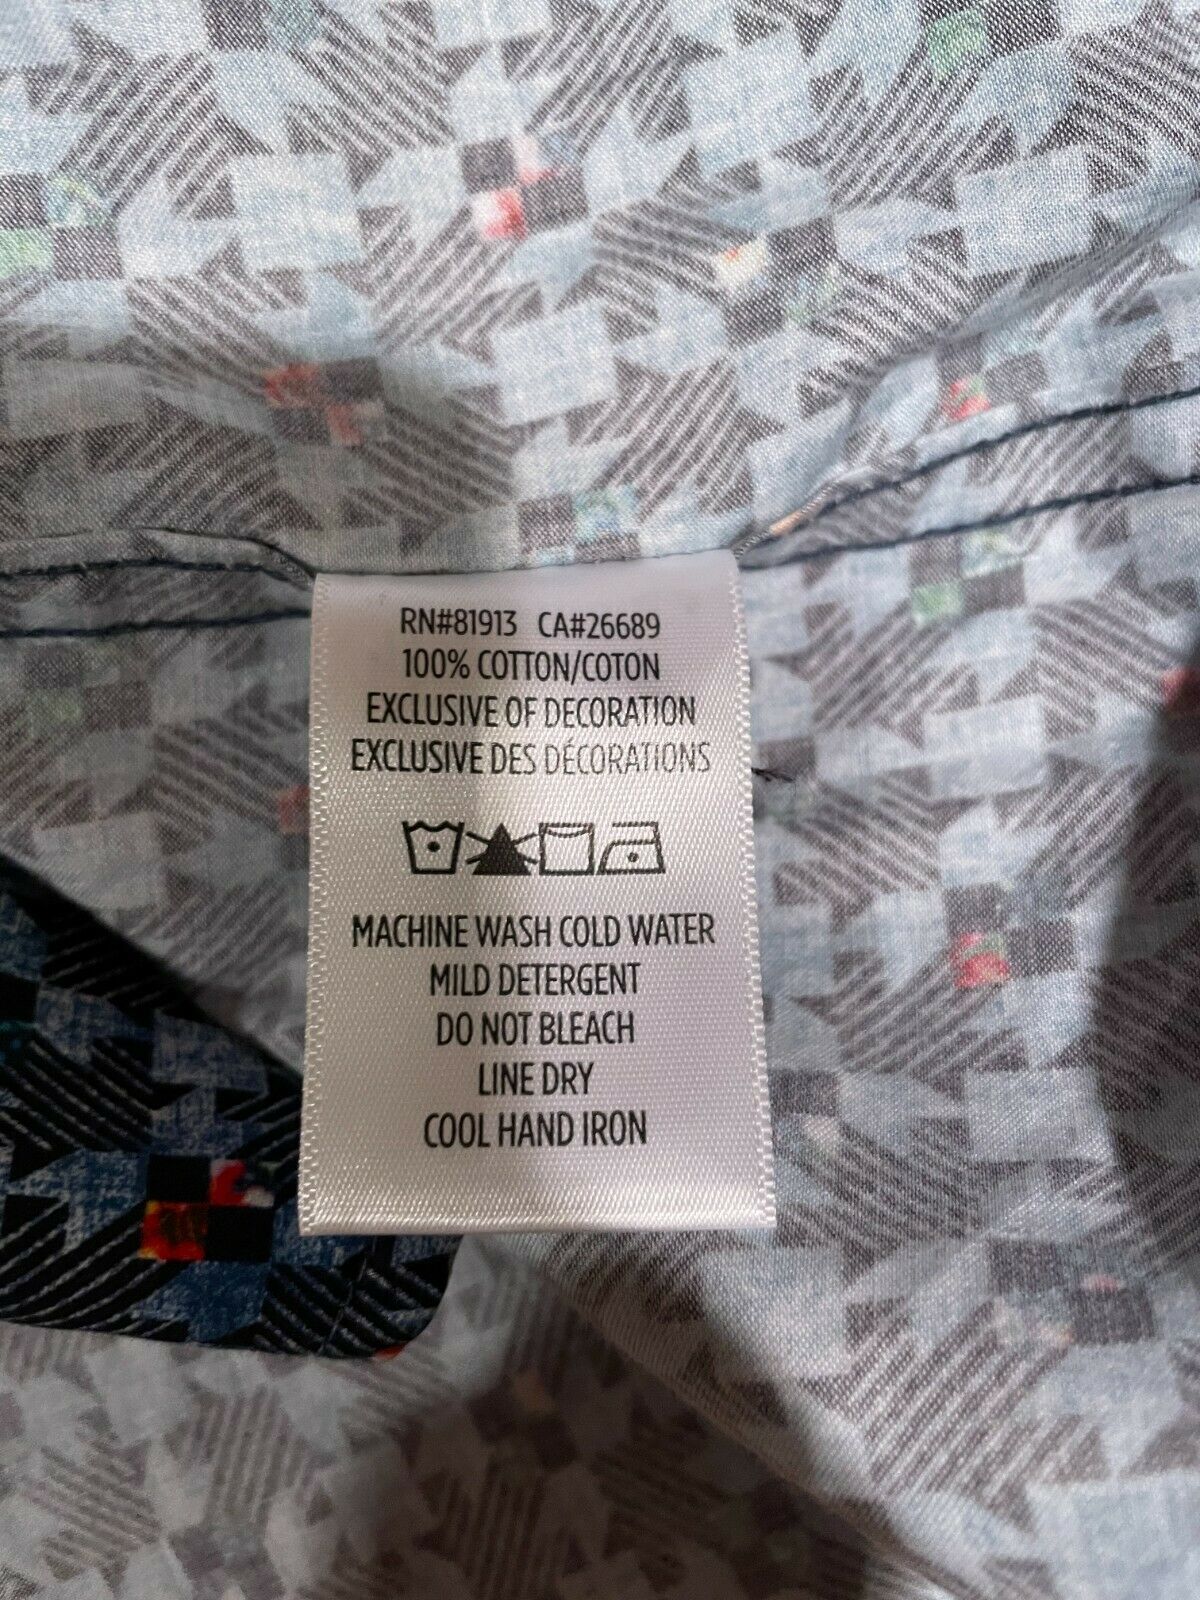 RN#81913 CA#26689
100% COTTON/COTON
EXCLUSIVE OF DECORATION
EXCLUSIVE DES DÉCORATIONS
MACHINE WASH COLD WATER
MILD DETERGENT
DO NOT BLEACH
LINE DRY
COOL HAND IRON